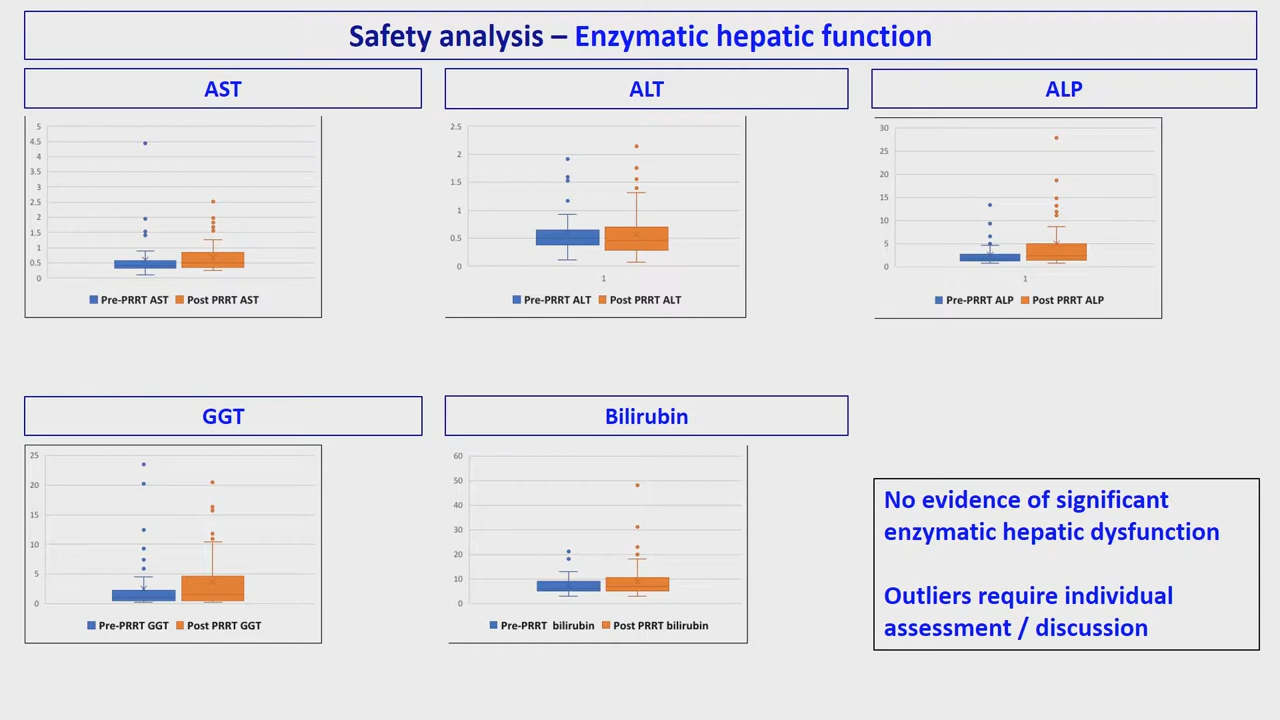 Safety analysis – Enzymatic hepatic function
AST
ALT
ALP
5
4.5
4
3.5
3
2.5
2
1.5
1
0.5
0
Pre-PRRT AST Post PRRT AST
2.5
2
1.5
1
0.5
0
1
Pre-PRRT ALT Post PRRT ALT
30
25
20
15
10
5
0
1
Pre-PRRT ALP Post PRRT ALP
GGT
Bilirubin
25
20
15
10
5
0
Pre-PRRT GGT Post PRRT GGT
60
50
40
30
20
10
0
Pre-PRRT bilirubin Post PRRT bilirubin
No evidence of significant
enzymatic hepatic dysfunction
Outliers require individual
assessment / discussion